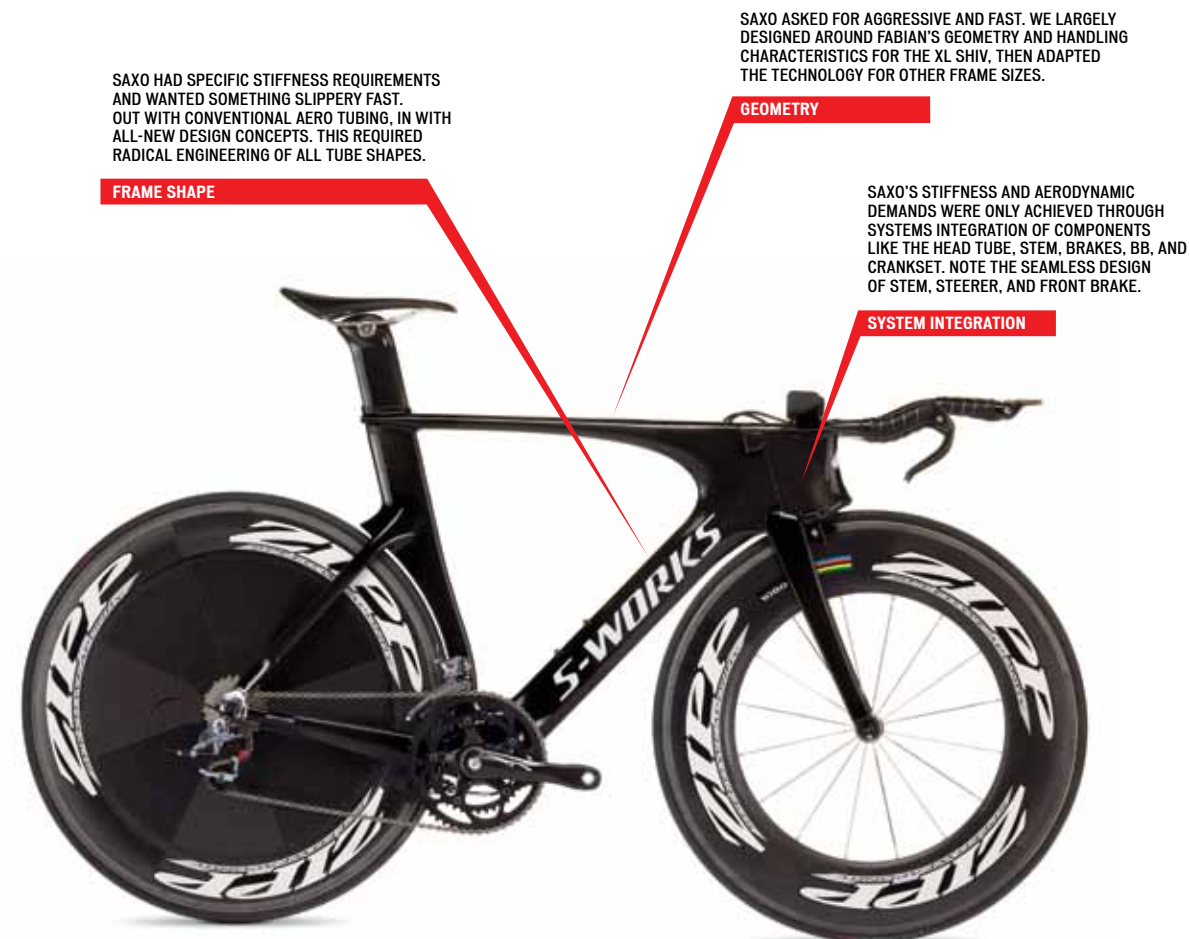 SAXO ASKED FOR AGGRESSIVE AND FAST. WE LARGELY
DESIGNED AROUND FABIAN'S GEOMETRY AND HANDLING
CHARACTERISTICS FOR THE XL SHIV, THEN ADAPTED
THE TECHNOLOGY FOR OTHER FRAME SIZES.
GEOMETRY
SAXO HAD SPECIFIC STIFFNESS REQUIREMENTS
AND WANTED SOMETHING SLIPPERY FAST.
OUT WITH CONVENTIONAL AERO TUBING, IN WITH
ALL-NEW DESIGN CONCEPTS. THIS REQUIRED
RADICAL ENGINEERING OF ALL TUBE SHAPES.
FRAME SHAPE
SAXO'S STIFFNESS AND AERODYNAMIC
DEMANDS WERE ONLY ACHIEVED THROUGH
SYSTEMS INTEGRATION OF COMPONENTS
LIKE THE HEAD TUBE, STEM, BRAKES, BB, AND
CRANKSET. NOTE THE SEAMLESS DESIGN
OF STEM, STEERER, AND FRONT BRAKE.
SYSTEM INTEGRATION
S-WORKS
ZIPP
ZIPP
ZIPP
ZIPP
ZIPP
ZIPP